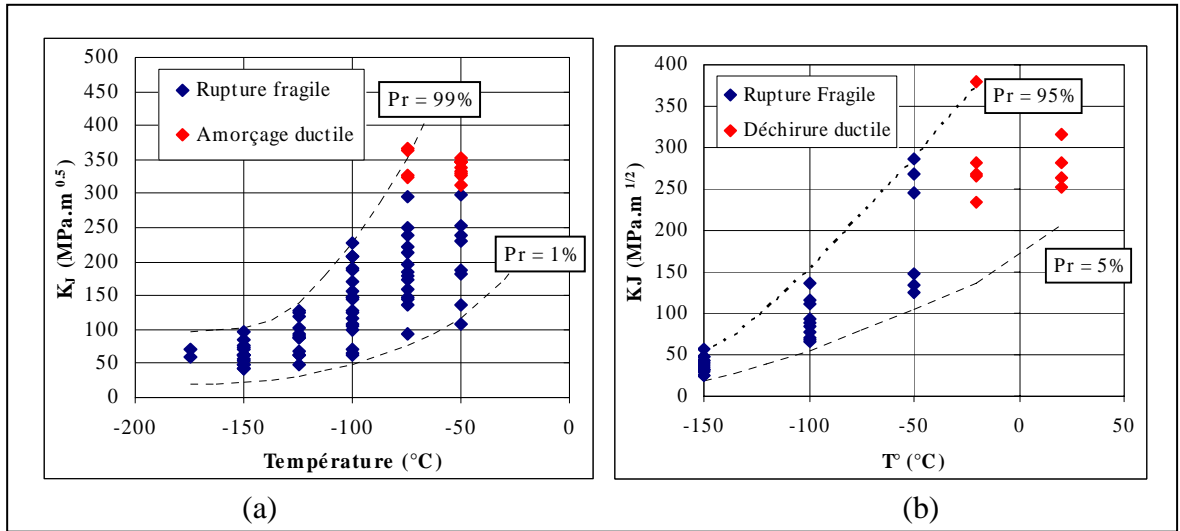 500
450
400
350
300
250
200
150
100
50
0
K_J (MPa.m^0.5)
Rupture fragile
Amorçage ductile
Pr = 99%
Pr = 1%
-200 -150 -100 -50 0
Température (°C)
(a)
400
350
300
250
200
150
100
50
0
KJ (MPa.m^1/2)
Rupture Fragile
Déchirure ductile
Pr = 95%
Pr = 5%
-150 -100 -50 0 50
T° (°C)
(b)